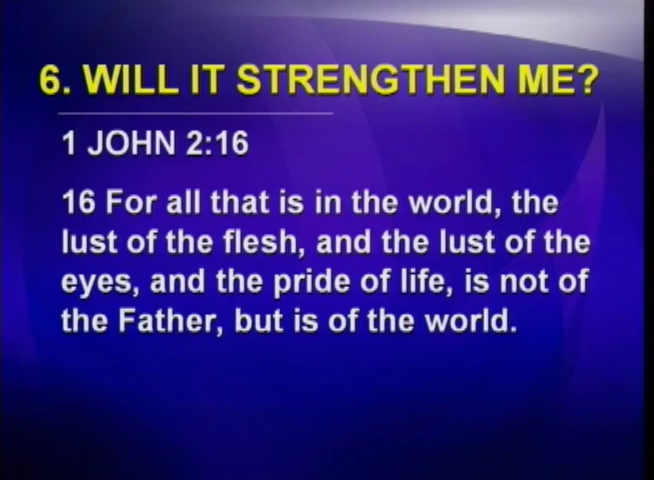 6. WILL IT STRENGTHEN ME?
1 JOHN 2:16
16 For all that is in the world, the
lust of the flesh, and the lust of the
eyes, and the pride of life, is not of
the Father, but is of the world.